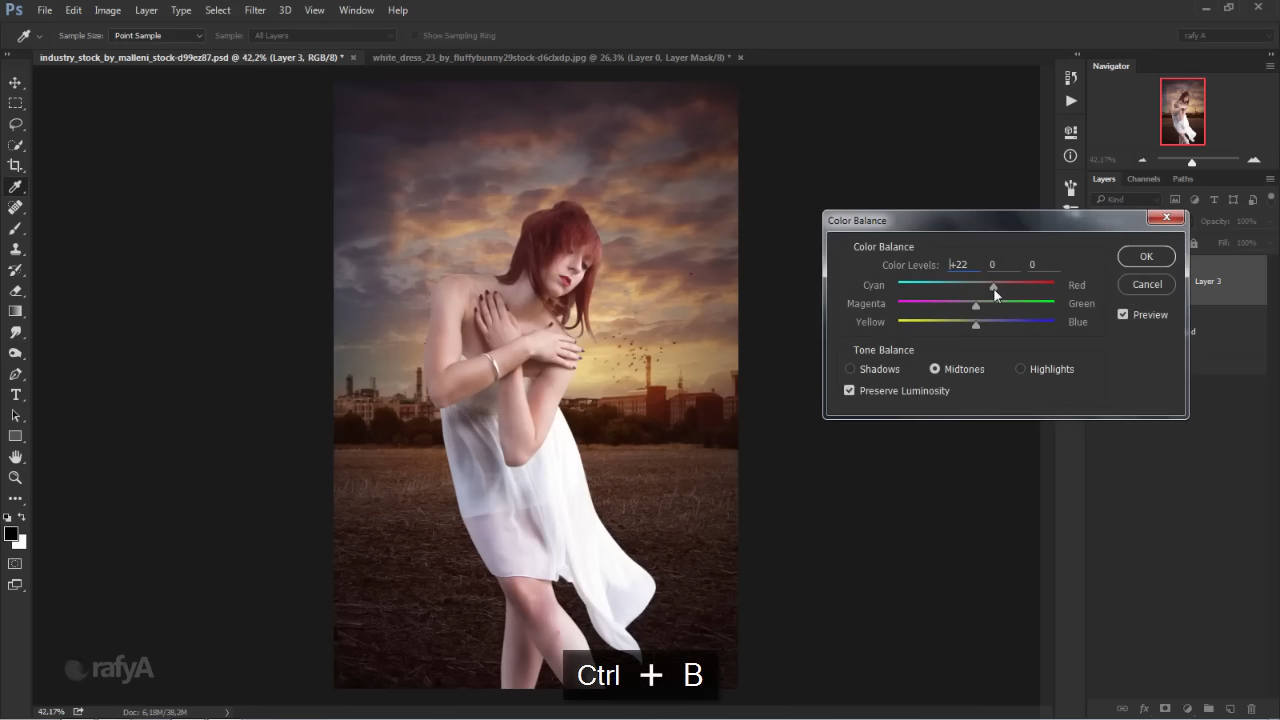 Ps File Edit Image Layer Type Select Filter 3D View Window Help
Sample Size: Point Sample Sample: All Layers Show Sampling Ring rafy A
industry_stock_by_malleni_stock-d99ez87.psd @ 42,2% (Layer 3, RGB/8) * white_dress_23_by_fluffybunny29stock-d6clxdp.jpg @ 26,3% (Layer 0, Layer Mask/8) *
Navigator
42,17%
Layers Channels Paths
Kind
Opacity: 100%
Fill: 100%
Layer 3
Color Balance
Color Balance
Color Levels: +22 0 0
OK
Cyan Red
Cancel
Magenta Green
Preview
Yellow Blue
Tone Balance
Shadows Midtones Highlights
Preserve Luminosity
rafyA
Ctrl + B
42,17% Doc: 6,18M/38,2M